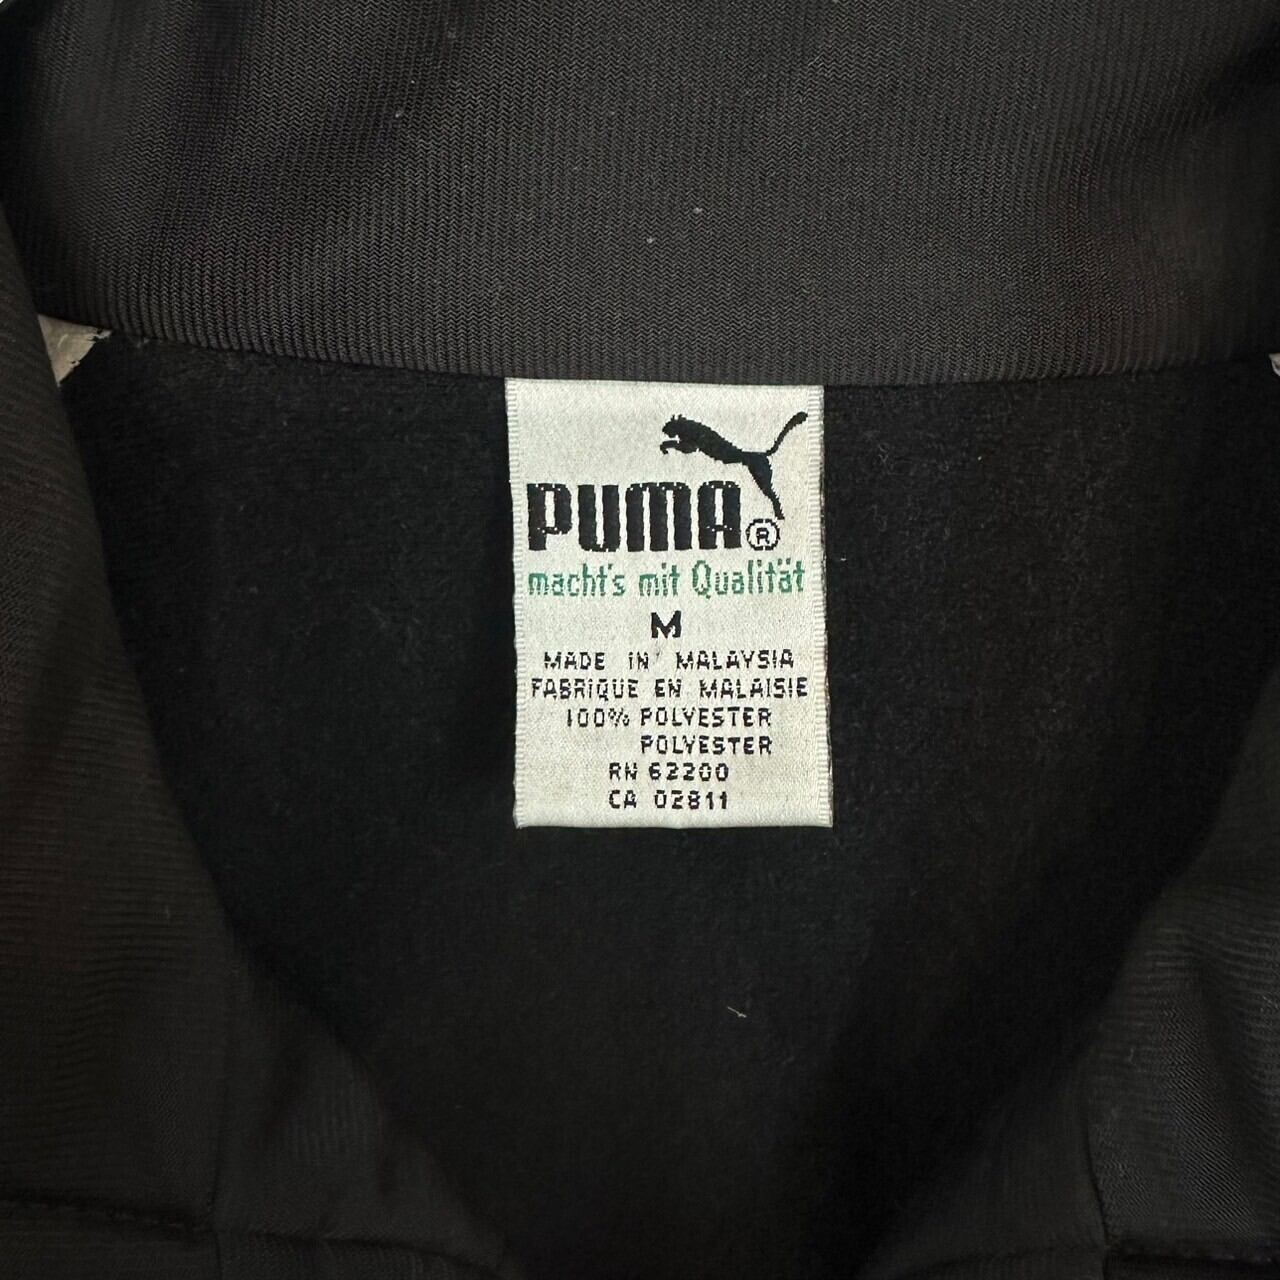 PUMA®
macht's mit Qualität
M
MADE IN MALAYSIA
FABRIQUE EN MALAISIE
100% POLYESTER
POLYESTER
RN 62200
CA 02811